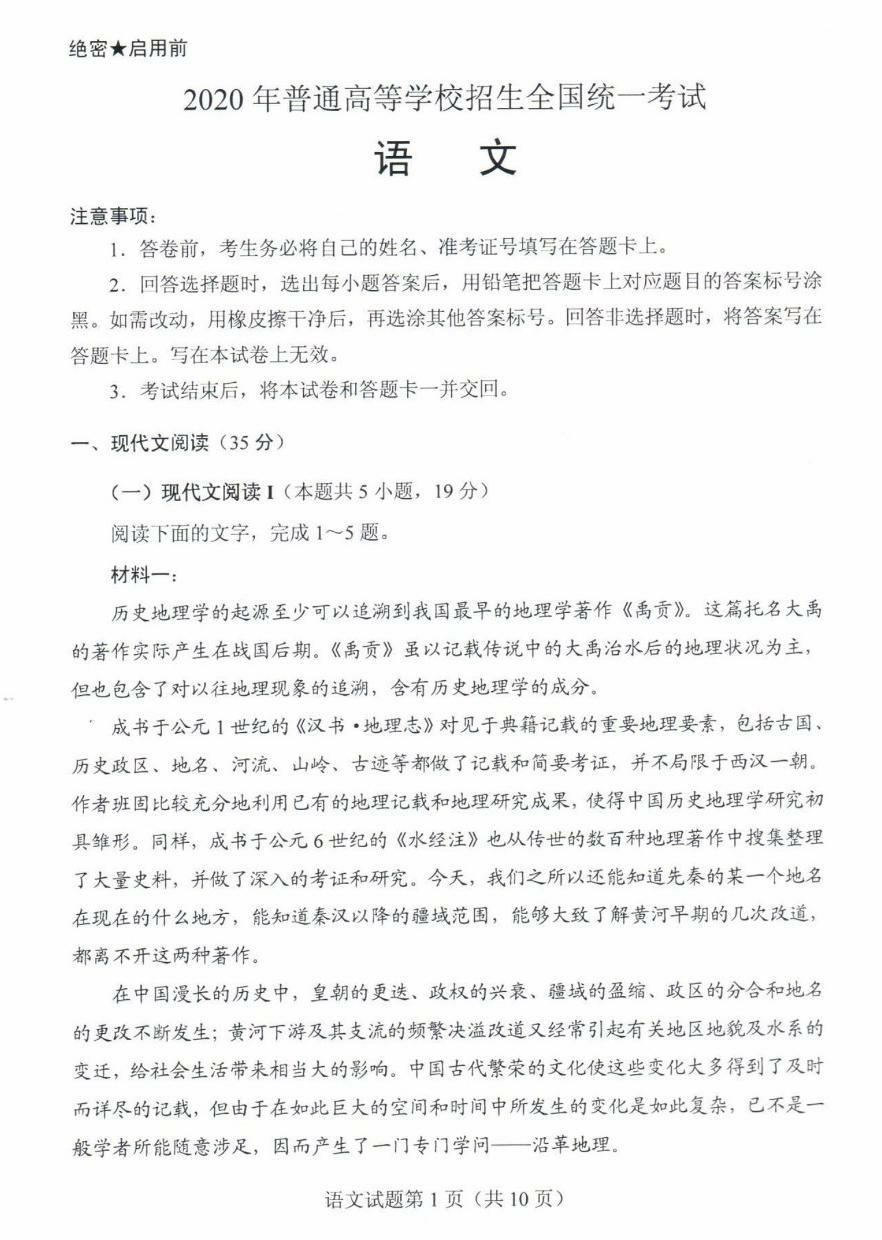 绝密★启用前
2020 年普通高等学校招生全国统一考试
语 文
注意事项：
1．答卷前，考生务必将自己的姓名、准考证号填写在答题卡上。
2．回答选择题时，选出每小题答案后，用铅笔把答题卡上对应题目的答案标号涂
黑。如需改动，用橡皮擦干净后，再选涂其他答案标号。回答非选择题时，将答案写在
答题卡上。写在本试卷上无效。
3．考试结束后，将本试卷和答题卡一并交回。
一、现代文阅读（35 分）
（一）现代文阅读 I（本题共 5 小题，19 分）
阅读下面的文字，完成 1～5 题。
材料一：
历史地理学的起源至少可以追溯到我国最早的地理学著作《禹贡》。这篇托名大禹
的著作实际产生在战国后期。《禹贡》虽以记载传说中的大禹治水后的地理状况为主，
但也包含了对以往地理现象的追溯，含有历史地理学的成分。
成书于公元 1 世纪的《汉书·地理志》对见于典籍记载的重要地理要素，包括古国、
历史政区、地名、河流、山岭、古迹等都做了记载和简要考证，并不局限于西汉一朝。
作者班固比较充分地利用已有的地理记载和地理研究成果，使得中国历史地理学研究初
具雏形。同样，成书于公元 6 世纪的《水经注》也从传世的数百种地理著作中搜集整理
了大量史料，并做了深入的考证和研究。今天，我们之所以还能知道先秦的某一个地名
在现在的什么地方，能知道秦汉以降的疆域范围，能够大致了解黄河早期的几次改道，
都离不开这两种著作。
在中国漫长的历史中，皇朝的更迭、政权的兴衰、疆域的盈缩、政区的分合和地名
的更改不断发生；黄河下游及其支流的频繁决溢改道又经常引起有关地区地貌及水系的
变迁，给社会生活带来相当大的影响。中国古代繁荣的文化使这些变化大多得到了及时
而详尽的记载，但由于在如此巨大的空间和时间中所发生的变化是如此复杂，已不是一
般学者所能随意涉足，因而产生了一门专门学问——沿革地理。
语文试题第 1 页（共 10 页）